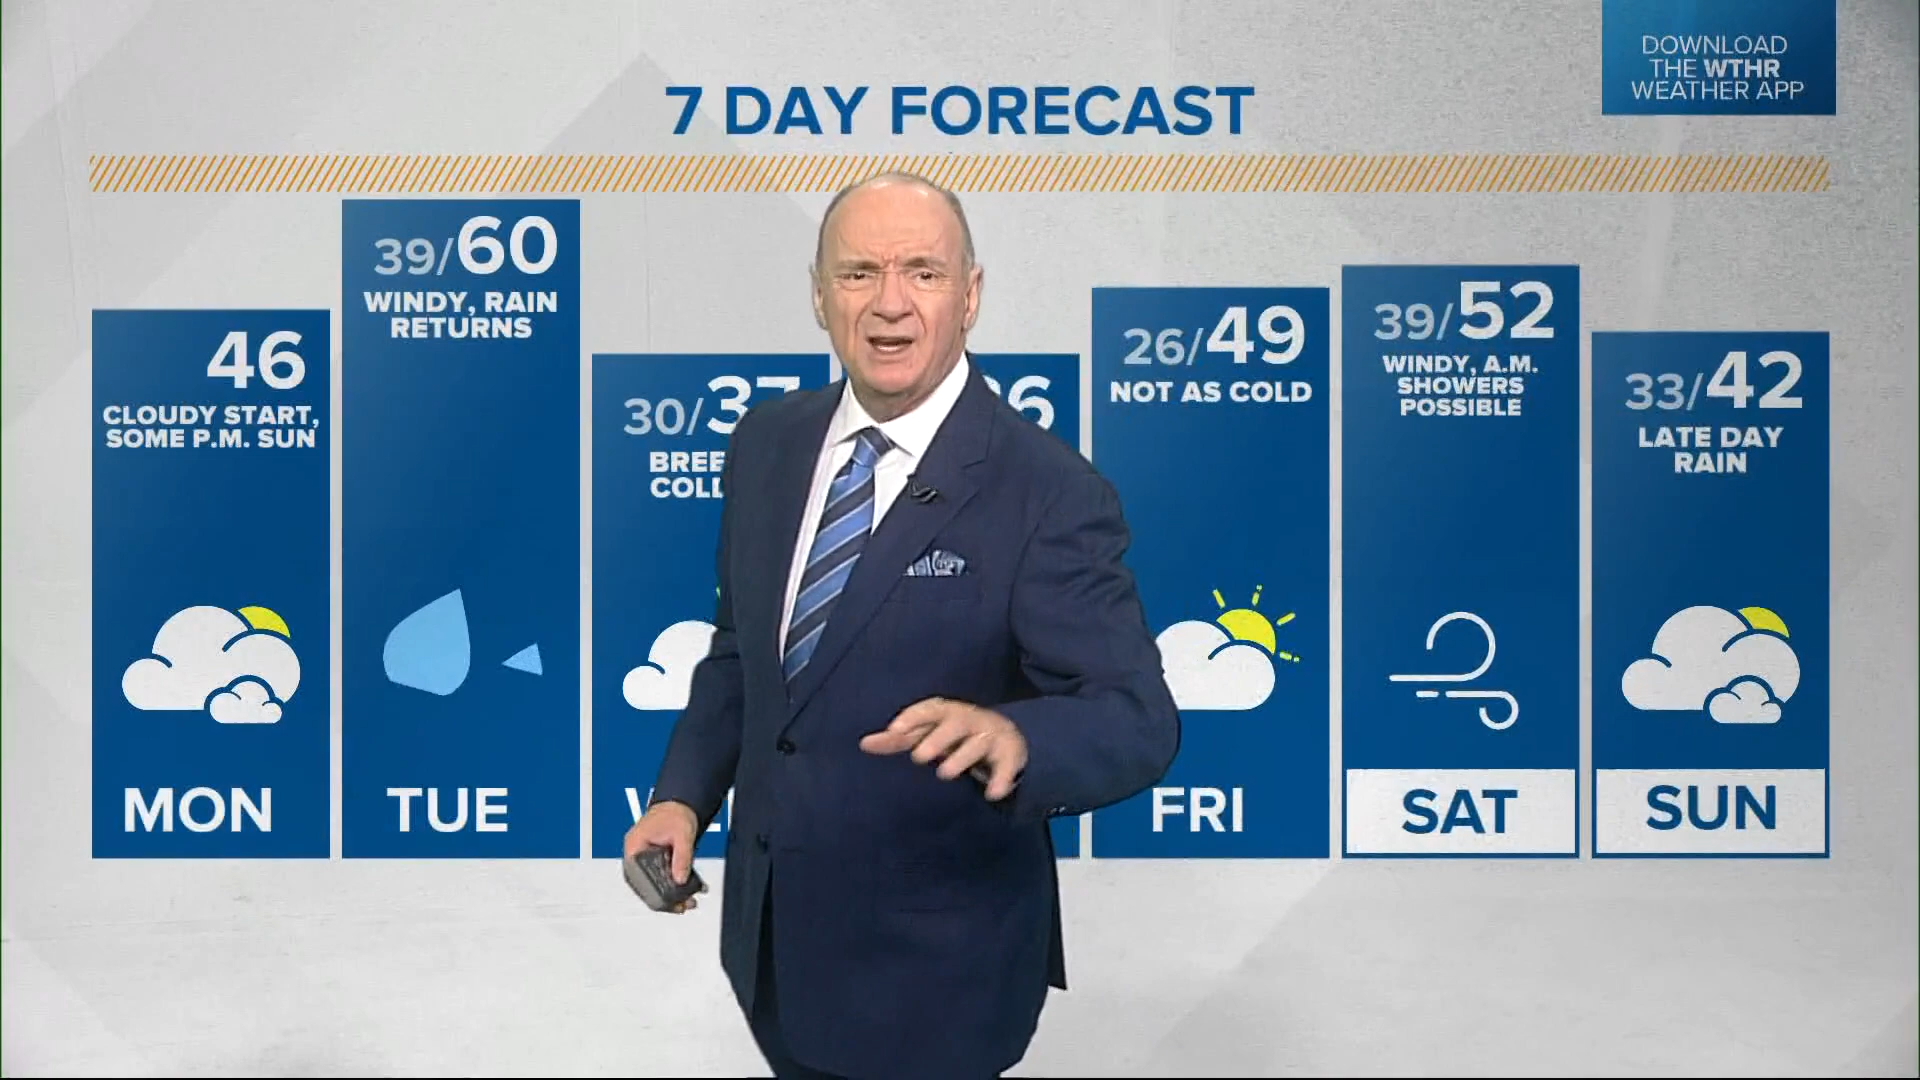 DOWNLOAD
THE WTHR
WEATHER APP
7 DAY FORECAST
46
CLOUDY START,
SOME P.M. SUN
MON
39/60
WINDY, RAIN
RETURNS
TUE
30/37
26/49
NOT AS COLD
FRI
39/52
WINDY, A.M.
SHOWERS
POSSIBLE
SAT
33/42
LATE DAY
RAIN
SUN